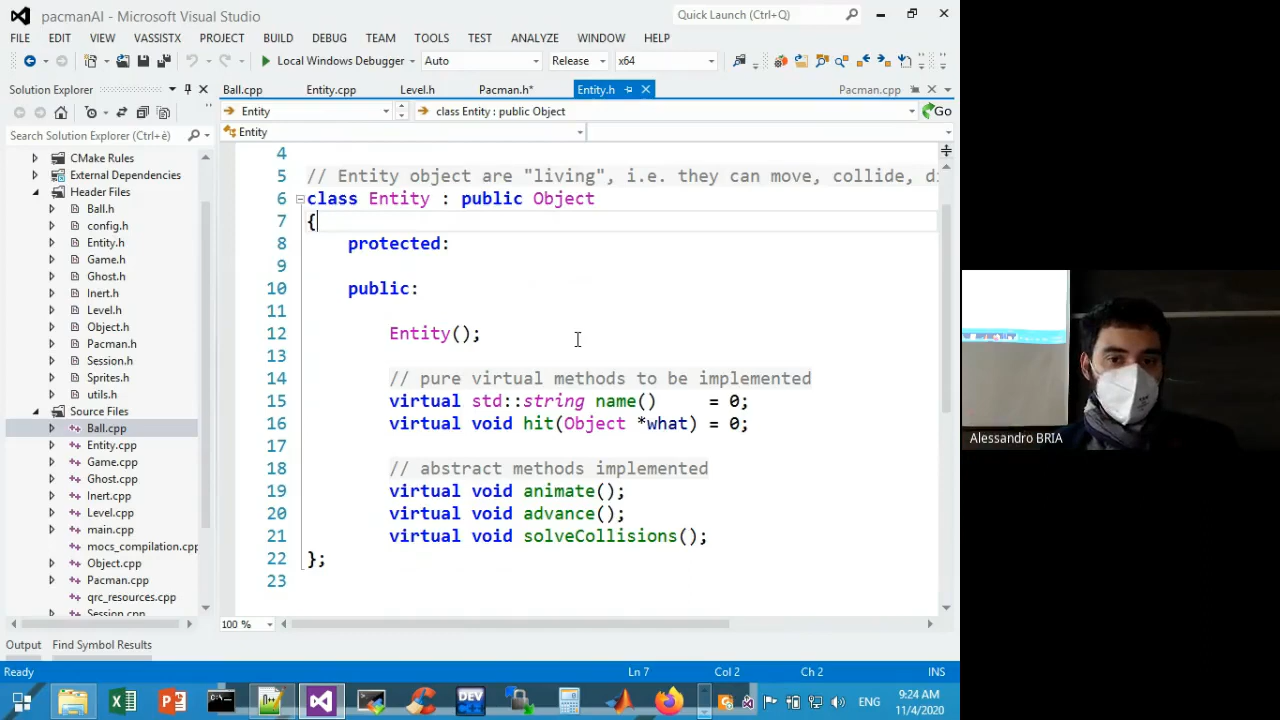 pacmanAI - Microsoft Visual Studio
Quick Launch (Ctrl+Q)
FILE EDIT VIEW VASSISTX PROJECT BUILD DEBUG TEAM TOOLS TEST ANALYZE WINDOW HELP
Local Windows Debugger Auto Release x64
Solution Explorer
Ball.cpp Entity.cpp Level.h Pacman.h* Entity.h Pacman.cpp
Entity class Entity : public Object Go
Search Solution Explorer (Ctrl+è)
Entity
CMake Rules
External Dependencies
Header Files
Ball.h
config.h
Entity.h
Game.h
Ghost.h
Inert.h
Level.h
Object.h
Pacman.h
Session.h
Sprites.h
utils.h
Source Files
Ball.cpp
Entity.cpp
Game.cpp
Ghost.cpp
Inert.cpp
Level.cpp
main.cpp
mocs_compilation.cpp
Object.cpp
Pacman.cpp
qrc_resources.cpp
Session.cpp
4
5 // Entity object are "living", i.e. they can move, collide, di
6 class Entity : public Object
7 {
8 protected:
9
10 public:
11
12 Entity();
13
14 // pure virtual methods to be implemented
15 virtual std::string name() = 0;
16 virtual void hit(Object *what) = 0;
17
18 // abstract methods implemented
19 virtual void animate();
20 virtual void advance();
21 virtual void solveCollisions();
22 };
23
100 %
Output Find Symbol Results
Ready Ln 7 Col 2 Ch 2 INS
DEV
ENG
9:24 AM
11/4/2020
Alessandro BRIA